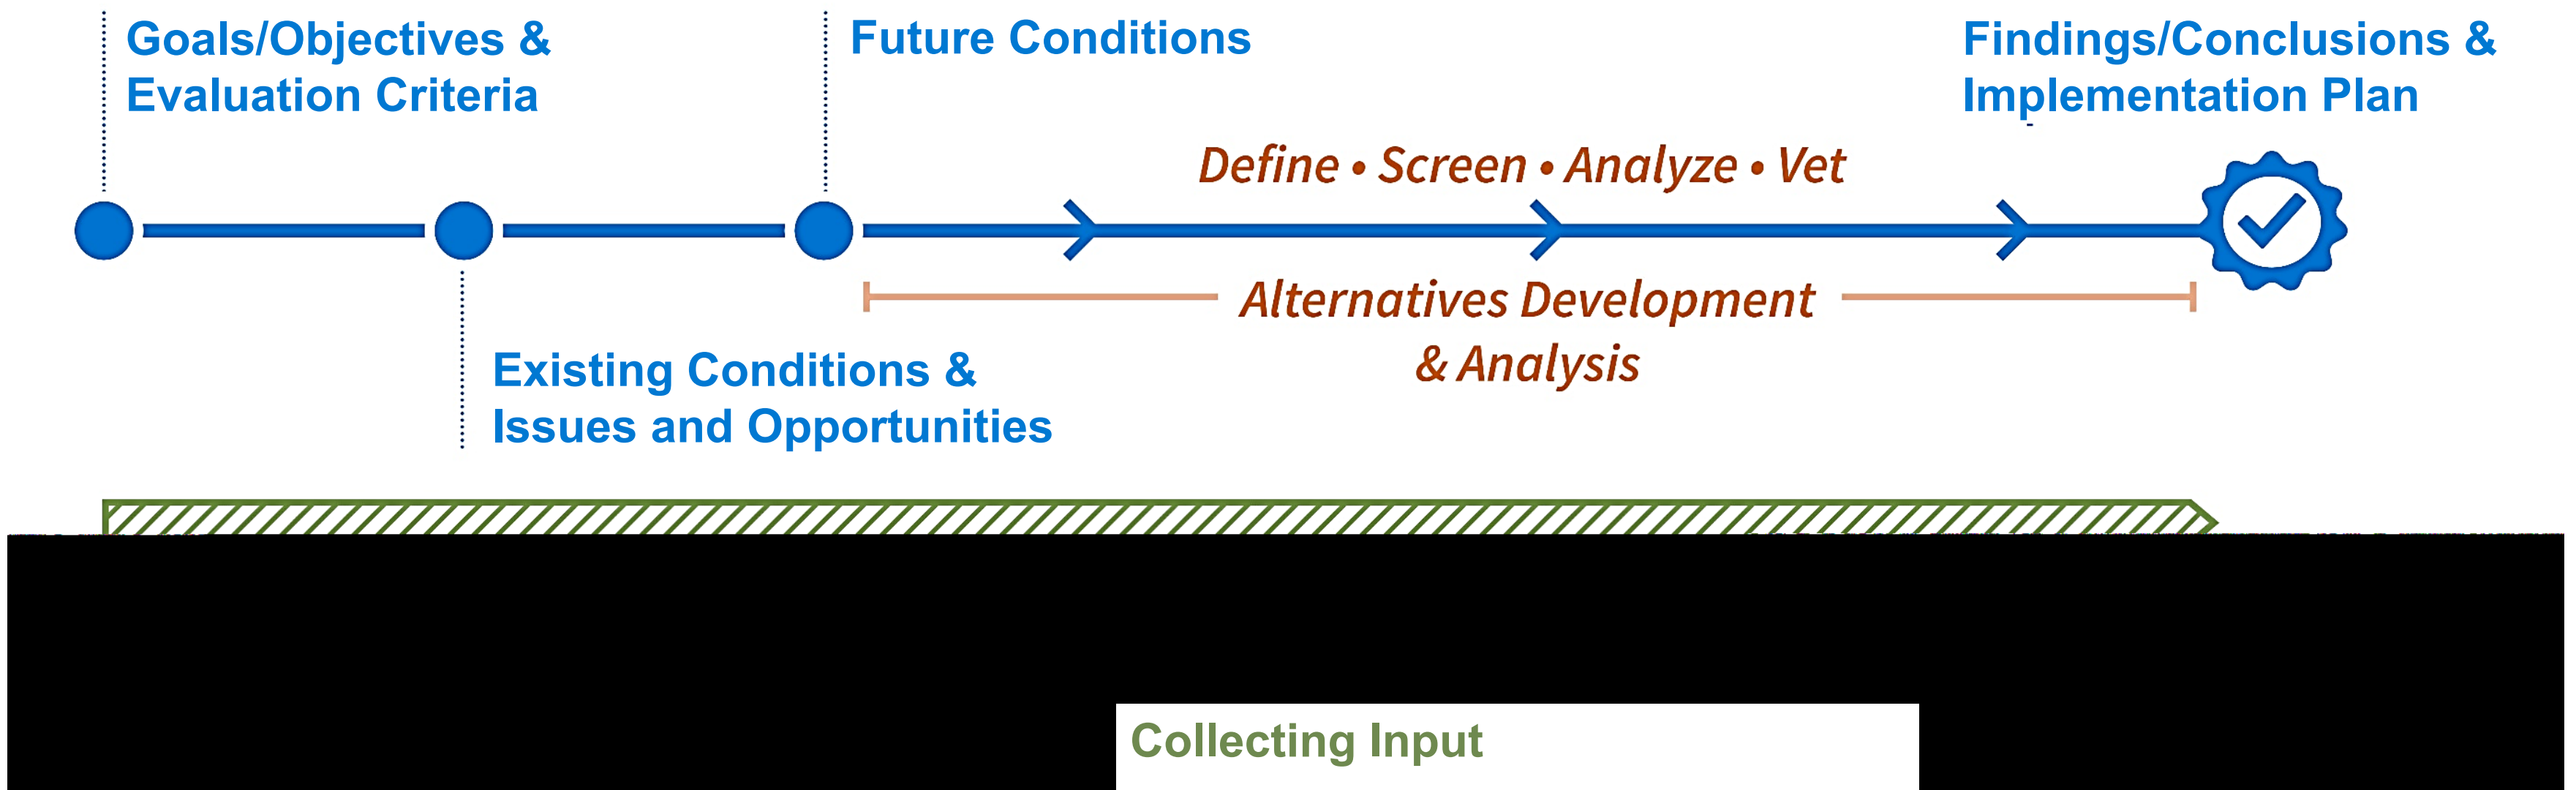 Goals/Objectives &
Evaluation Criteria
Future Conditions
Findings/Conclusions &
Implementation Plan
Define • Screen • Analyze • Vet
Alternatives Development
& Analysis
Existing Conditions &
Issues and Opportunities
Collecting Input